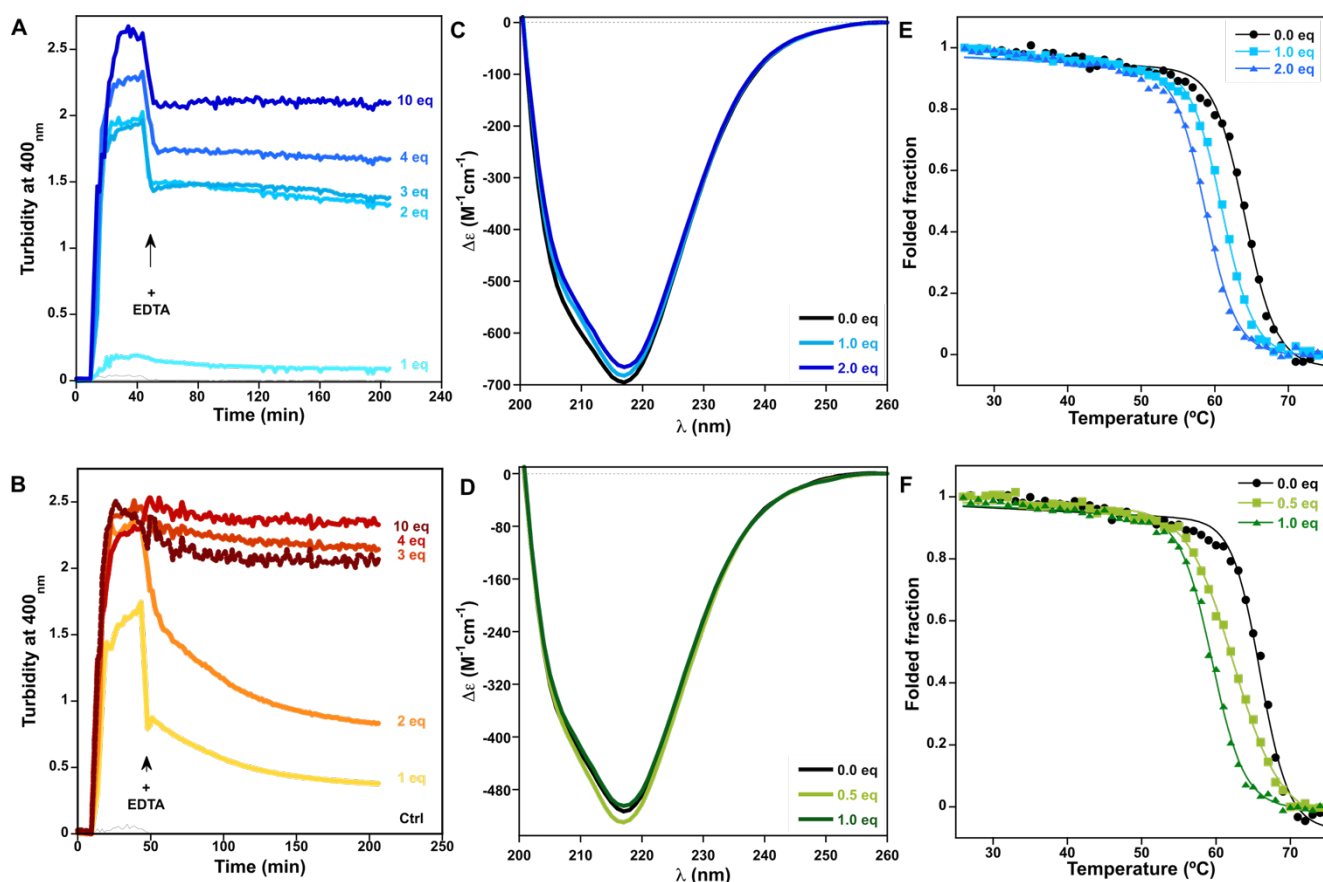 A
Turbidity at 400nm
2.5
2
1.5
1
0.5
0
0 40 80 120 160 200 240
Time (min)
10 eq
4 eq
3 eq
2 eq
1 eq
+
EDTA
C
Δε (M⁻¹cm⁻¹)
0
-100
-200
-300
-400
-500
-600
-700
200 210 220 230 240 250 260
λ (nm)
0.0 eq
1.0 eq
2.0 eq
E
Folded fraction
1
0.8
0.6
0.4
0.2
0
30 40 50 60 70
Temperature (ºC)
0.0 eq
1.0 eq
2.0 eq
B
Turbidity at 400nm
2.5
2
1.5
1
0.5
0
0 50 100 150 200 250
Time (min)
10 eq
4 eq
3 eq
2 eq
1 eq
+
EDTA
Ctrl
D
Δε (M⁻¹cm⁻¹)
0
-80
-160
-240
-320
-400
-480
200 210 220 230 240 250 260
λ (nm)
0.0 eq
0.5 eq
1.0 eq
F
Folded fraction
1
0.8
0.6
0.4
0.2
0
30 40 50 60 70
Temperature (ºC)
0.0 eq
0.5 eq
1.0 eq